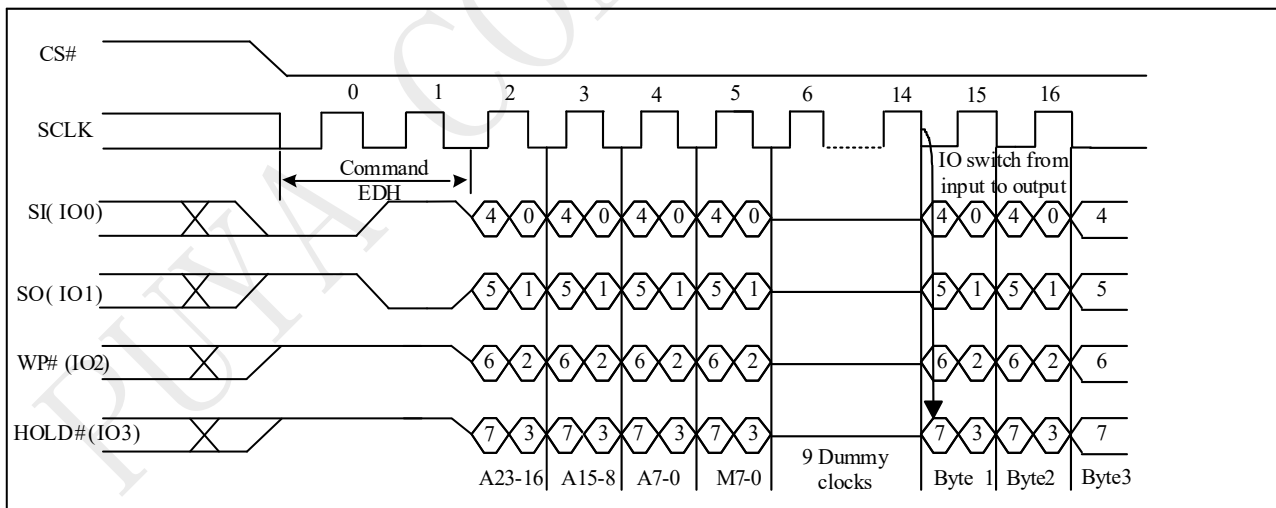 PUYA CO
CS#
0 1 2 3 4 5 6 14 15 16
SCLK
Command
EDH
IO switch from
input to output
SI( IO0)
4 0 4 0 4 0 4 0 4 0 4 0 4
SO( IO1)
5 1 5 1 5 1 5 1 5 1 5 1 5
WP# (IO2)
6 2 6 2 6 2 6 2 6 2 6 2 6
HOLD# (IO3)
7 3 7 3 7 3 7 3 7 3 7 3 7
A23-16 A15-8 A7-0 M7-0
9 Dummy
clocks
Byte 1 Byte2 Byte3